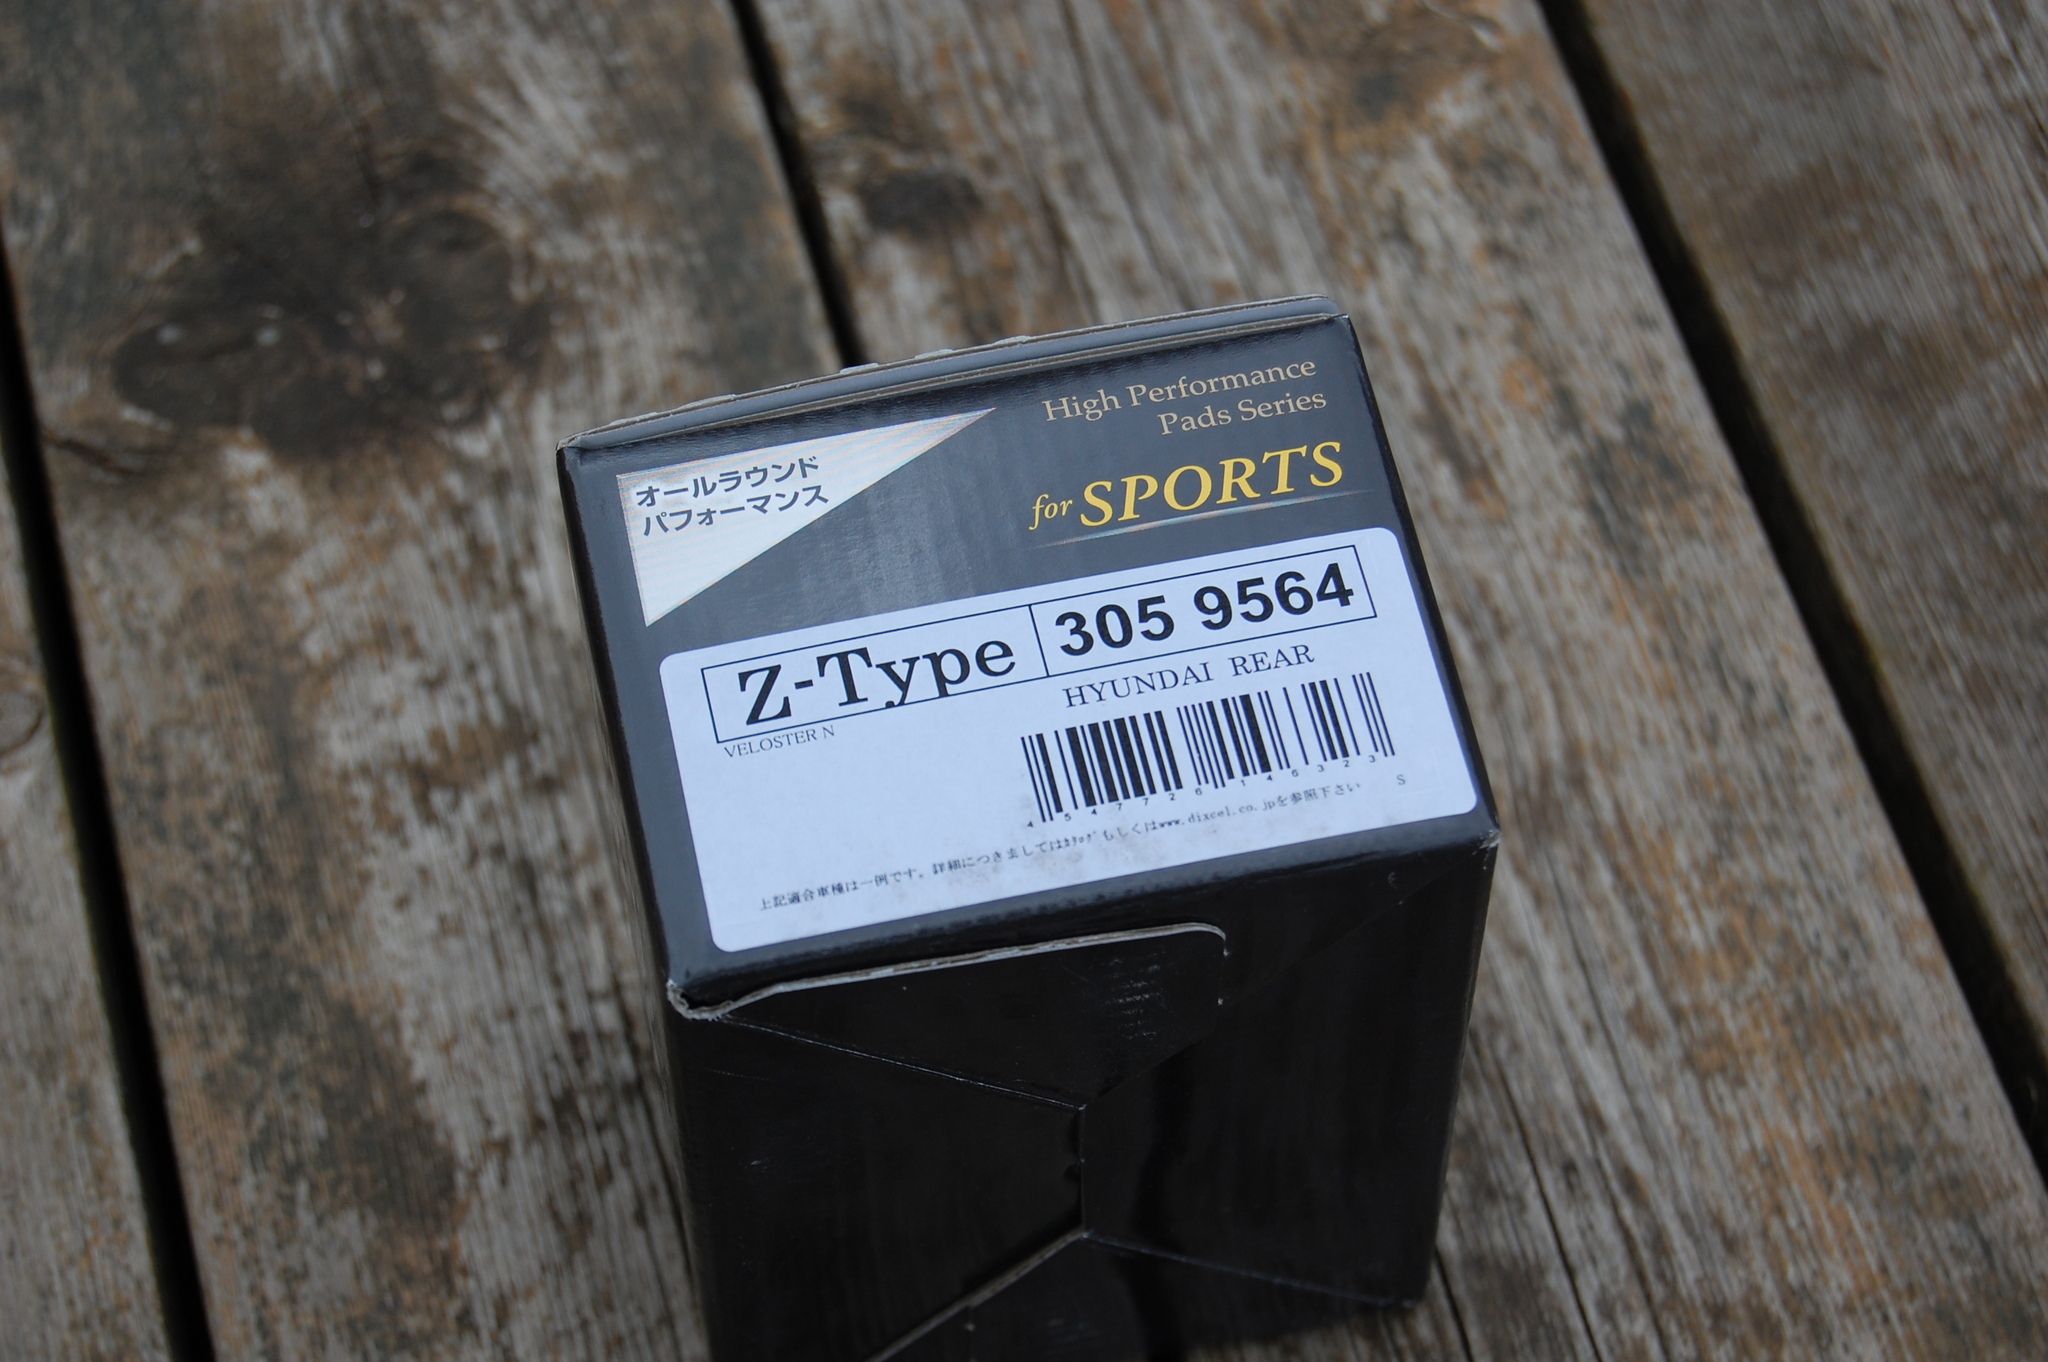 オールラウンド
パフォーマンス
High Performance
Pads Series
for SPORTS
Z-Type 305 9564
HYUNDAI REAR
VELOSTER N
4 547726 146323
S
上記適合車種は一例です。詳細につきましてはｶﾀﾛｸﾞもしくはwww.dixcel.co.jpを参照下さい